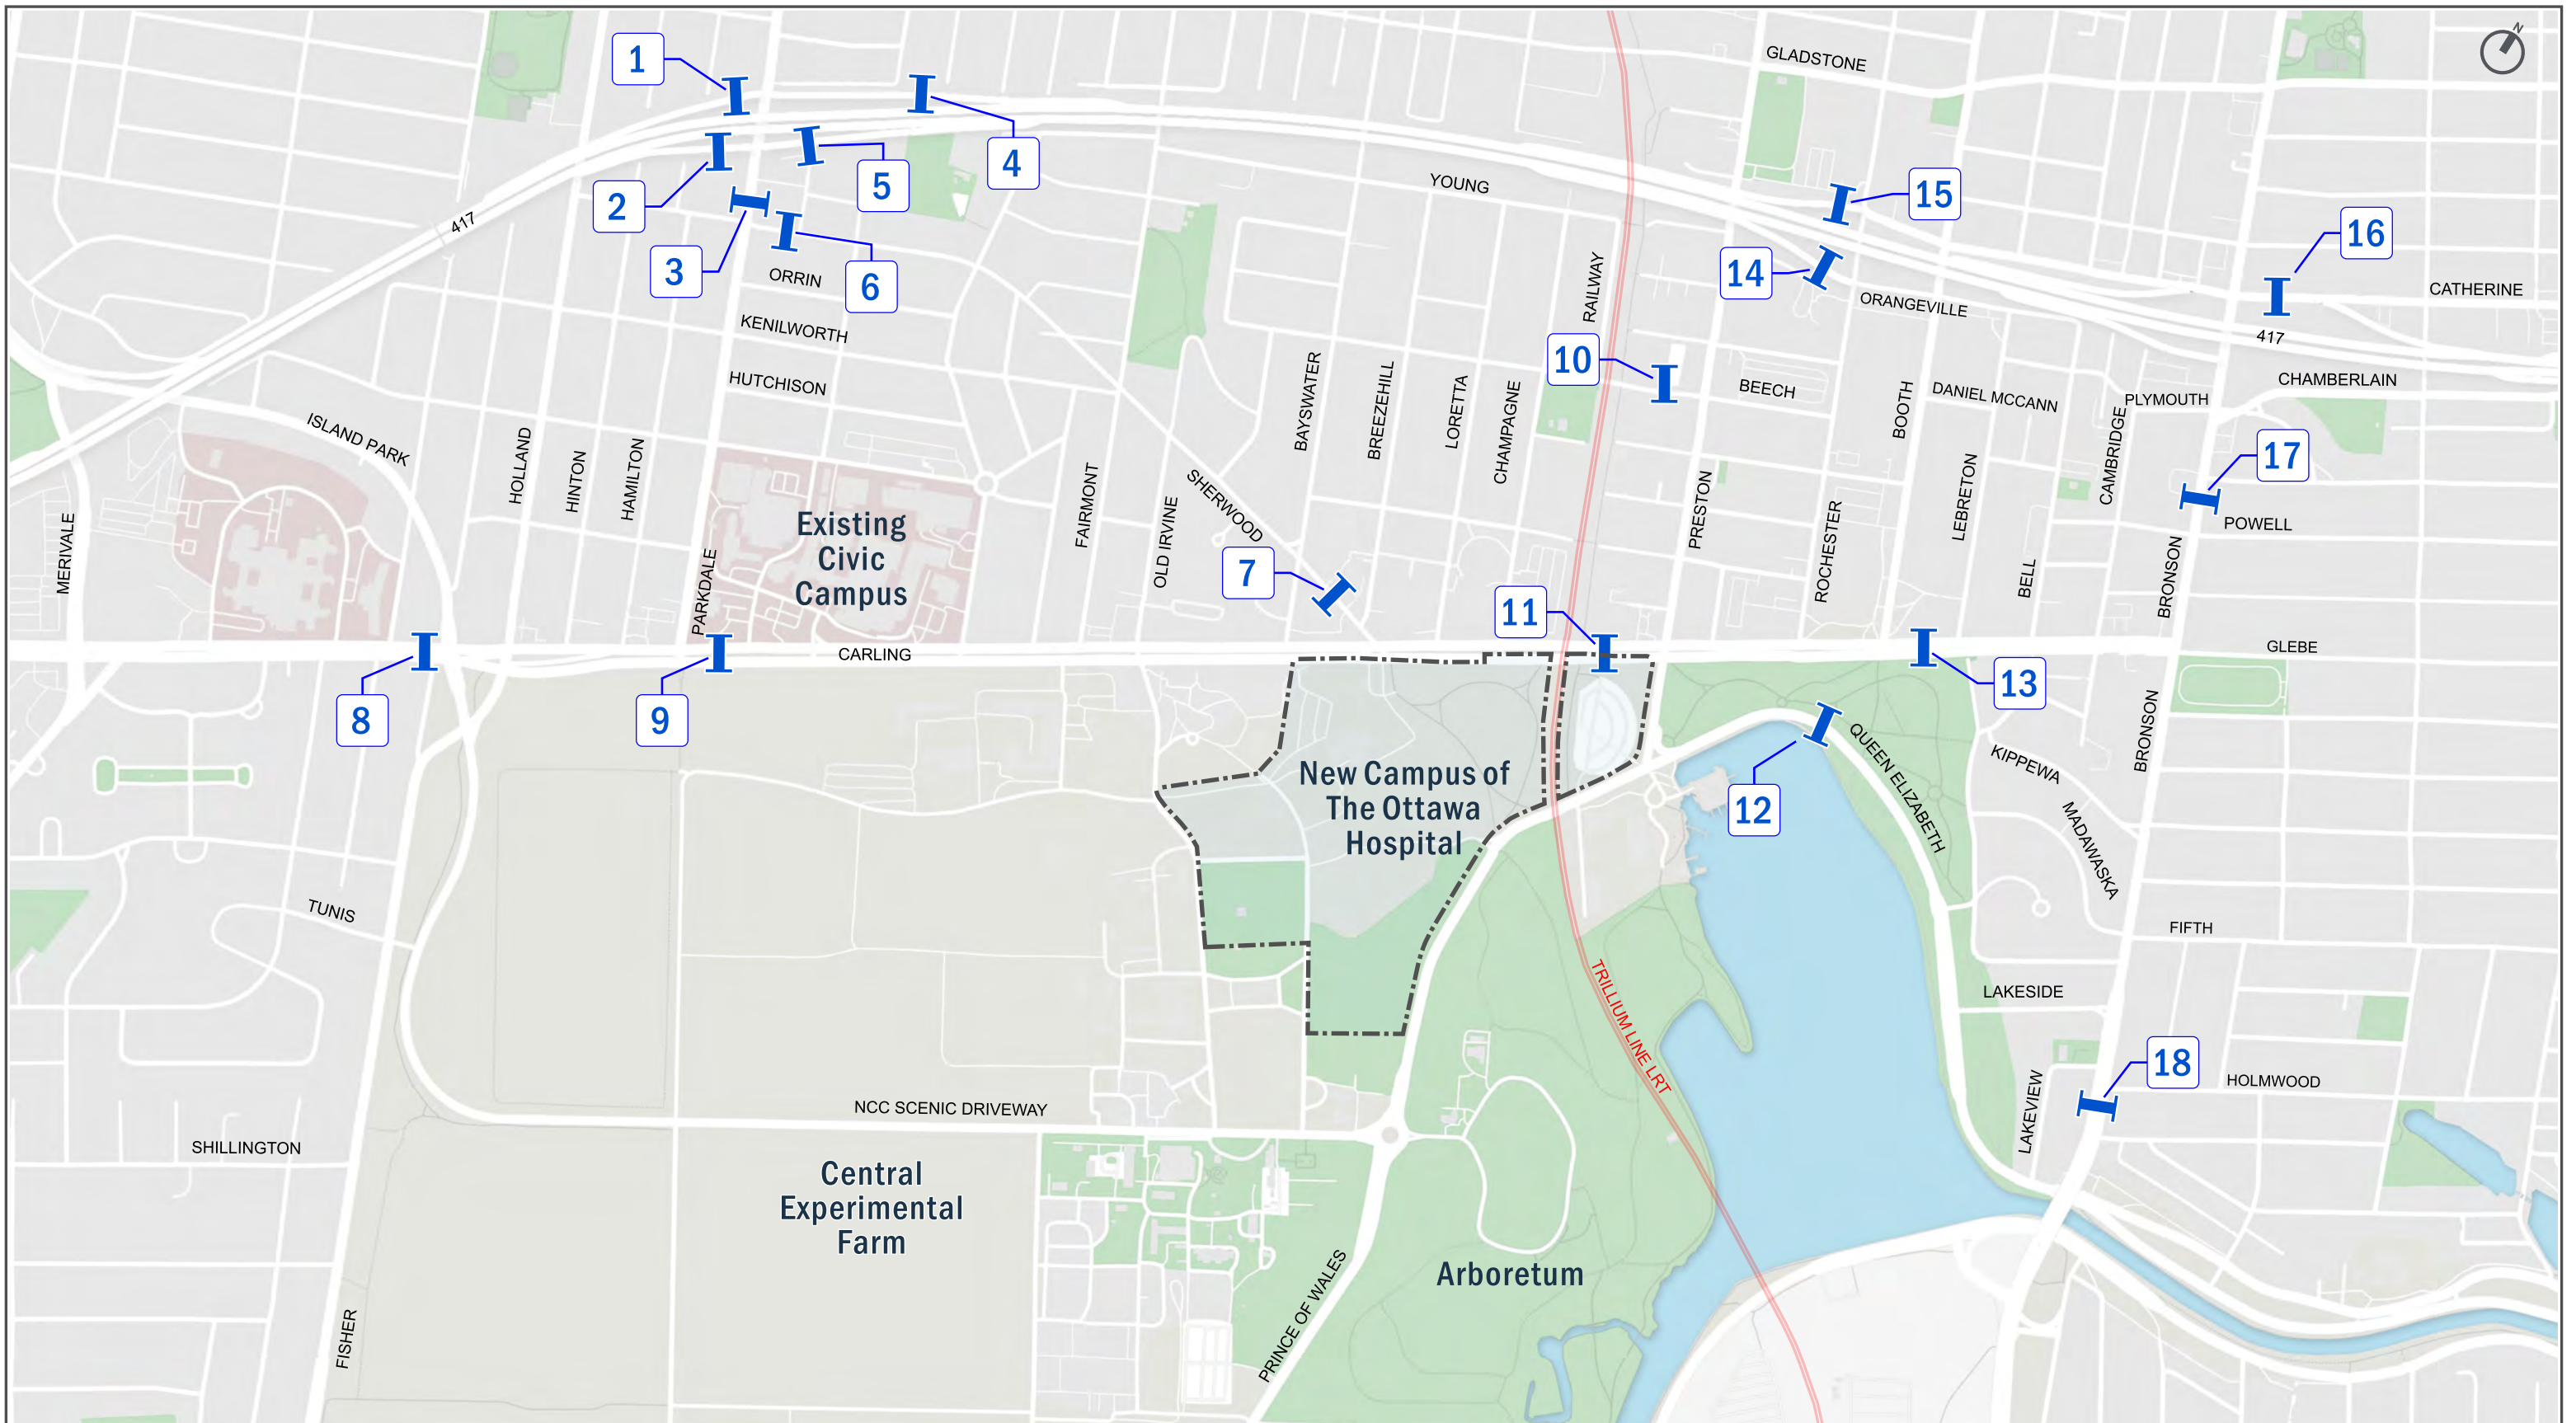 N
GLADSTONE
1
4
5
2
3
6
417
YOUNG
15
14
16
ORRIN
KENILWORTH
HUTCHISON
RAILWAY
10
ORANGEVILLE
CATHERINE
417
CHAMBERLAIN
ISLAND PARK
HOLLAND
HINTON
HAMILTON
BAYSWATER
BREEZEHILL
LORETTA
CHAMPAGNE
BEECH
BOOTH
DANIEL MCCANN
PLYMOUTH
CAMBRIDGE
17
POWELL
MERIVALE
PARKDALE
Existing
Civic
Campus
FAIRMONT
OLD IRVINE
SHERWOOD
PRESTON
ROCHESTER
LEBRETON
BELL
BRONSON
7
11
CARLING
GLEBE
8
9
13
12
New Campus of
The Ottawa
Hospital
QUEEN ELIZABETH
KIPPEWA
MADAWASKA
BRONSON
TUNIS
FIFTH
TRILLIUM LINE LRT
LAKESIDE
18
HOLMWOOD
LAKEVIEW
NCC SCENIC DRIVEWAY
SHILLINGTON
Central
Experimental
Farm
Arboretum
PRINCE OF WALES
FISHER